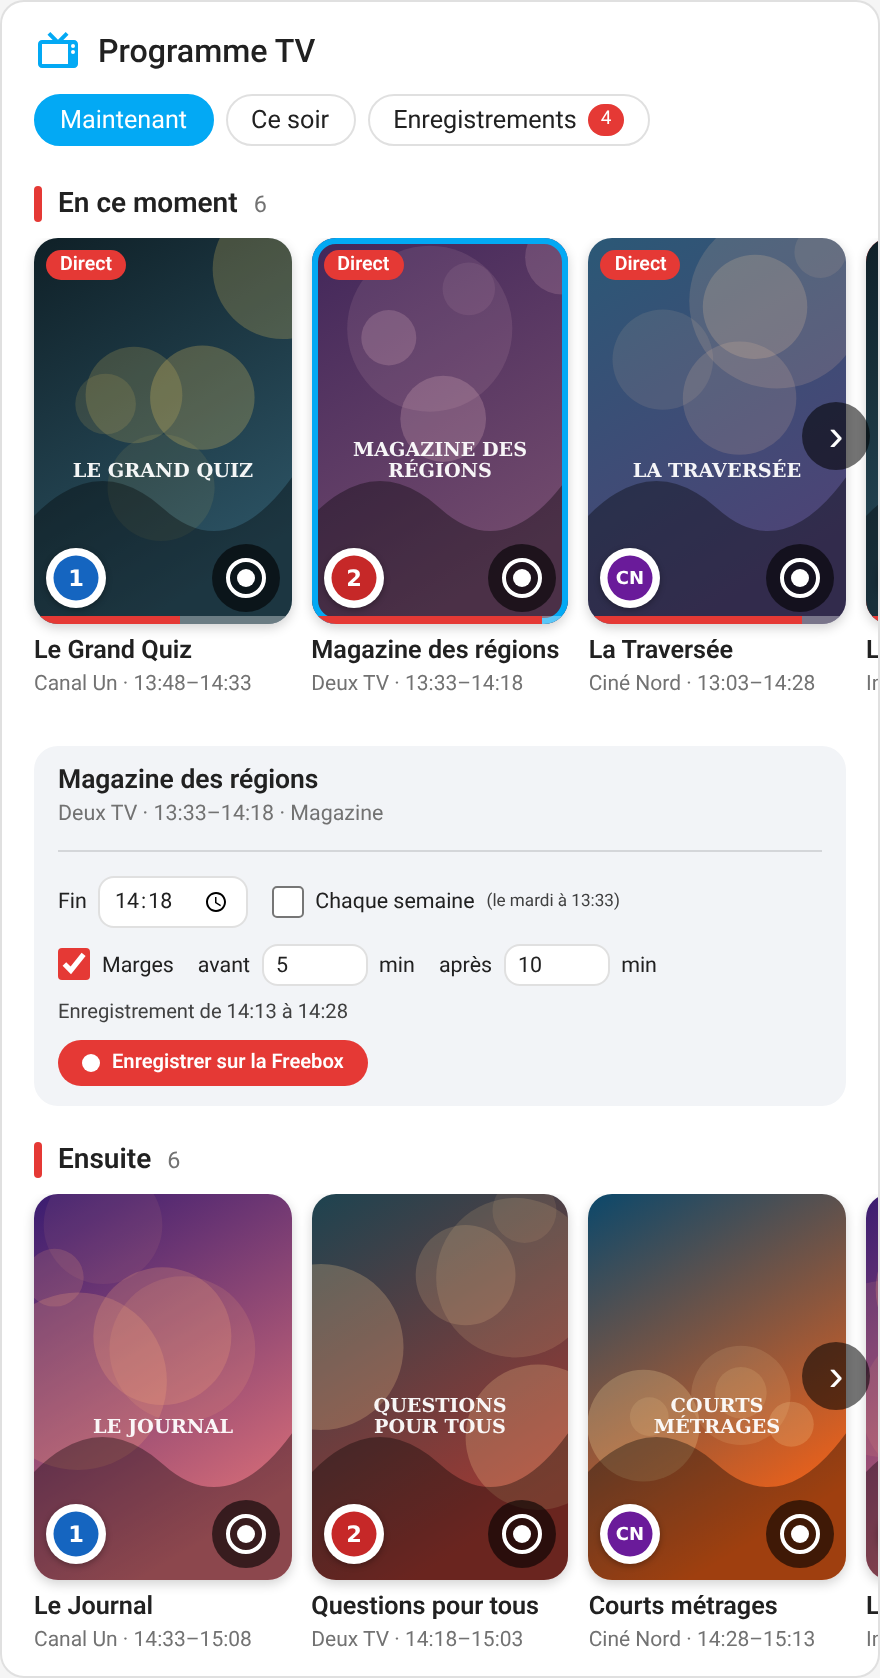 Programme TV
Maintenant
Ce soir
Enregistrements 4
En ce moment 6
Direct
LE GRAND QUIZ
1
Le Grand Quiz
Canal Un · 13:48–14:33
Direct
MAGAZINE DES
RÉGIONS
2
Magazine des régions
Deux TV · 13:33–14:18
Direct
LA TRAVERSÉE
CN
La Traversée
Ciné Nord · 13:03–14:28
Magazine des régions
Deux TV · 13:33–14:18 · Magazine
Fin 14:18 Chaque semaine (le mardi à 13:33)
Marges avant 5 min après 10 min
Enregistrement de 14:13 à 14:28
Enregistrer sur la Freebox
Ensuite 6
LE JOURNAL
1
Le Journal
Canal Un · 14:33–15:08
QUESTIONS
POUR TOUS
2
Questions pour tous
Deux TV · 14:18–15:03
COURTS
MÉTRAGES
CN
Courts métrages
Ciné Nord · 14:28–15:13